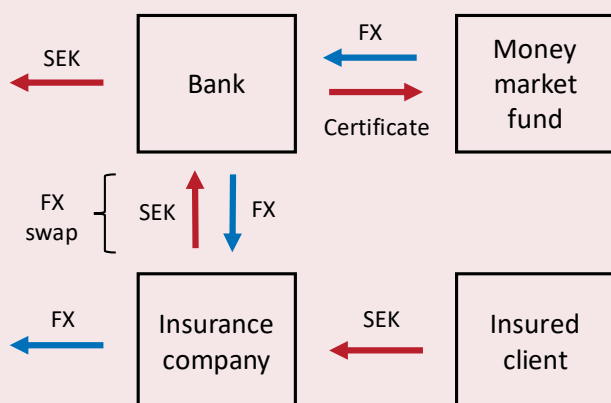 SEK
Bank
FX
Certificate
Money
market
fund
FX
swap
SEK
FX
FX
Insurance
company
SEK
Insured
client